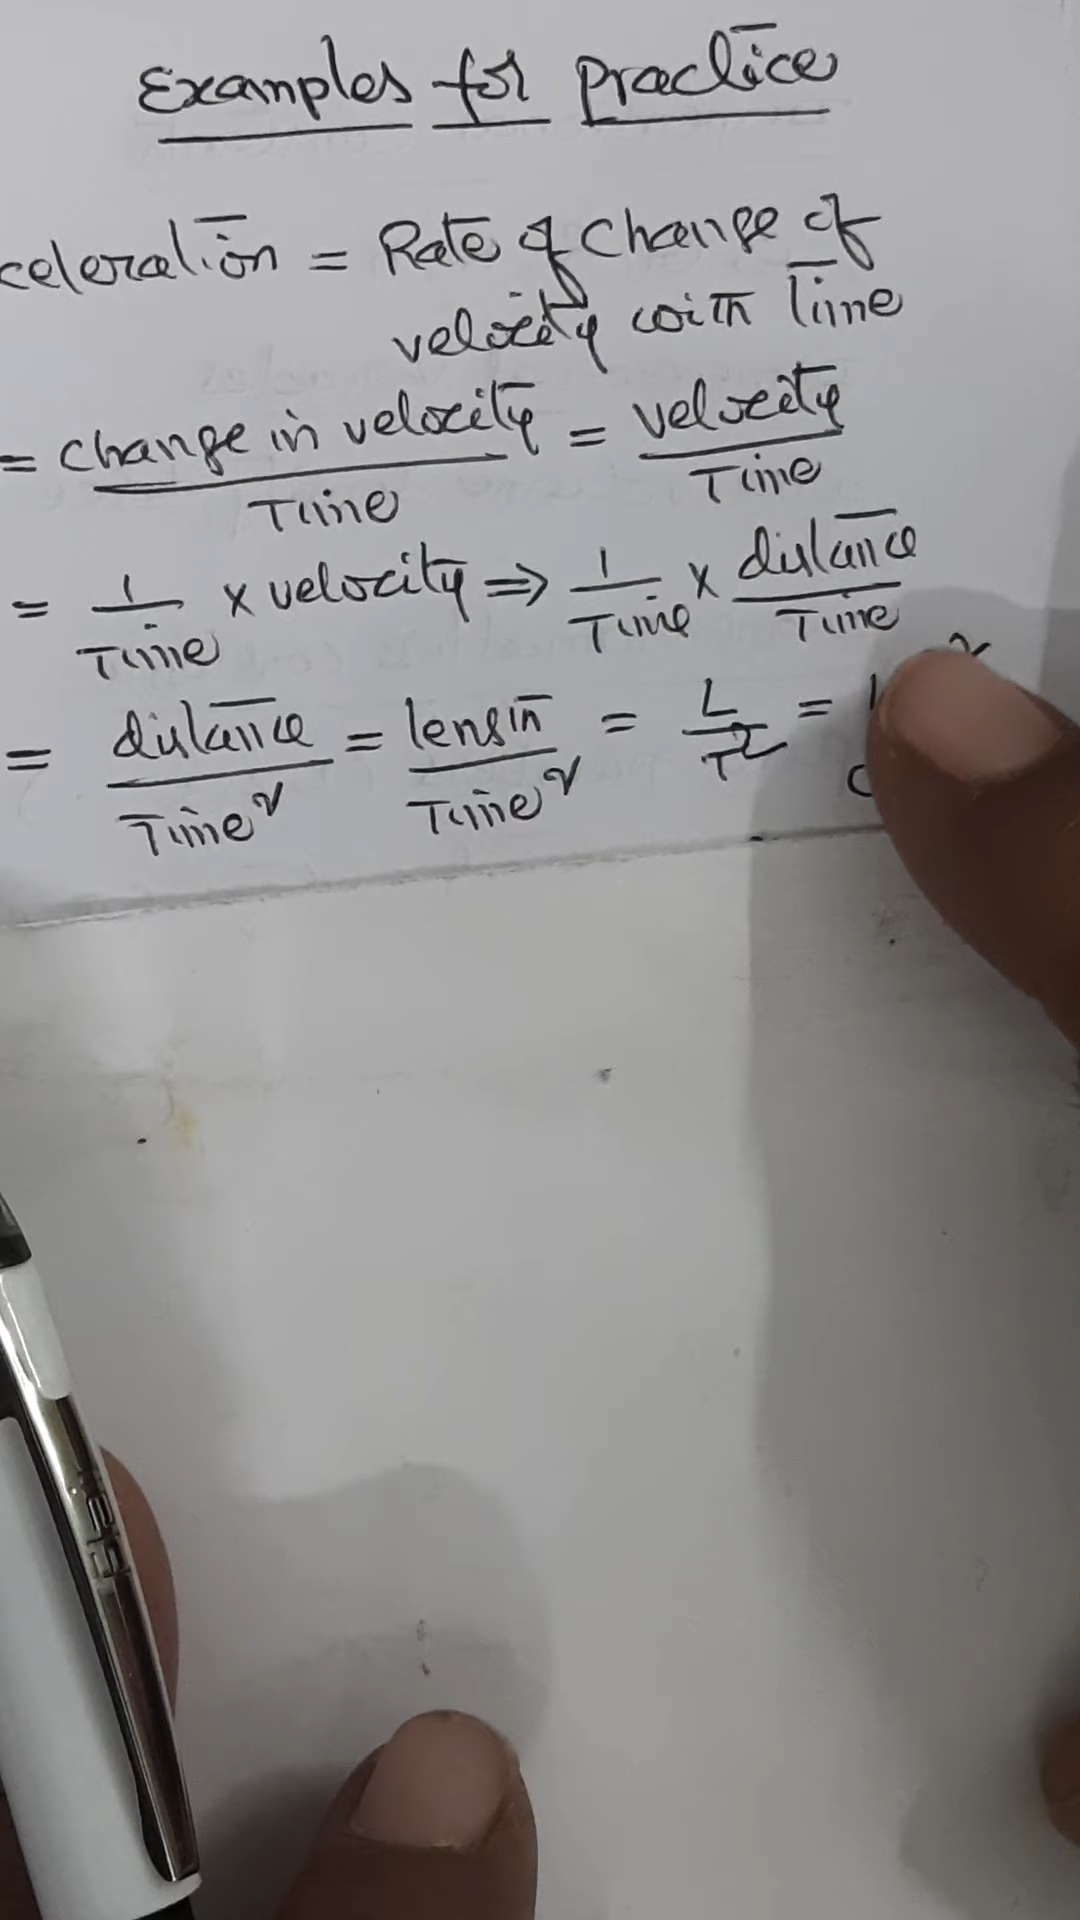 Examples for practice
celeration = Rate of Change of
velocity with Time
= Change in velocity / Time = velocity / Time
= 1 / Time × velocity ⇒ 1 / Time × distance / Time
= distance / Time² = length / Time² = L / T² =